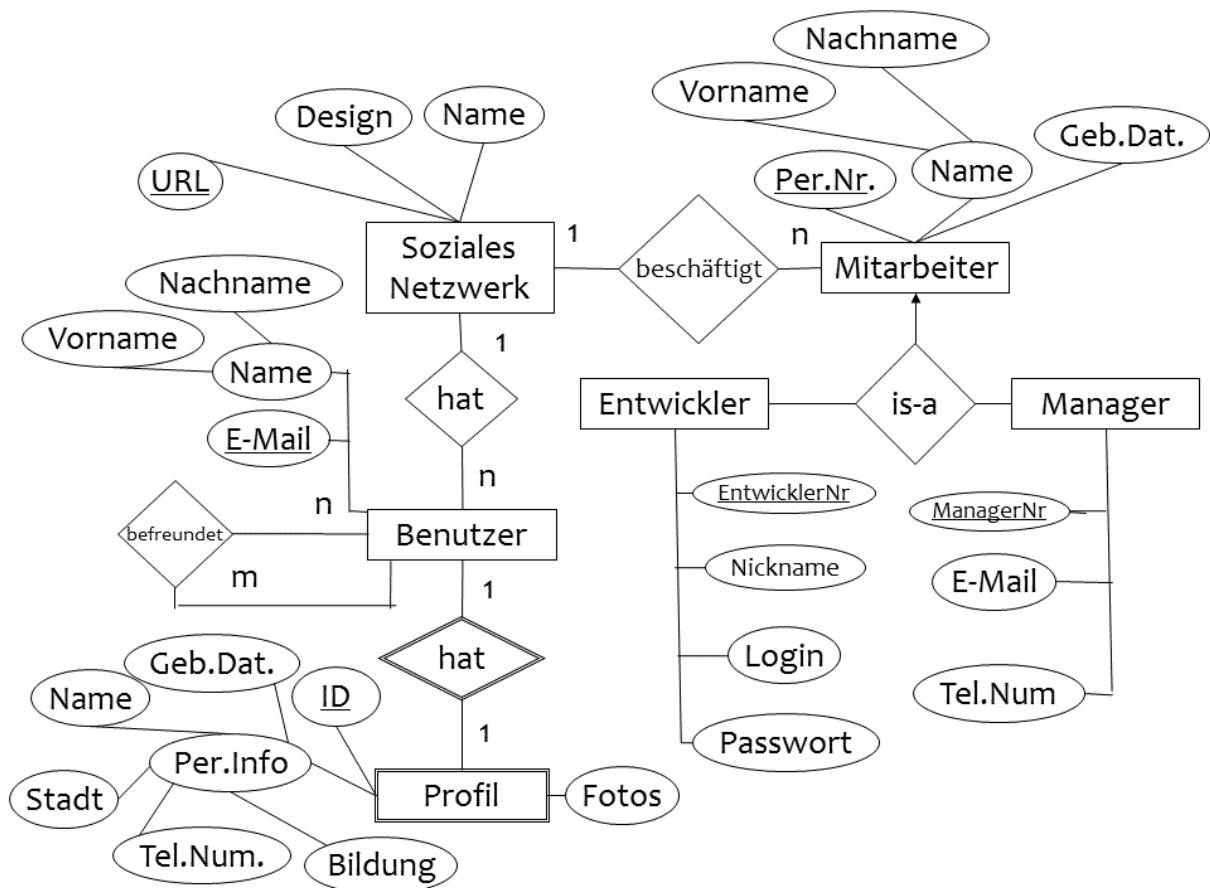 Nachname
Vorname
Design
Name
Geb.Dat.
URL
Per.Nr.
Name
Soziales
Netzwerk
1
beschäftigt
n
Mitarbeiter
Nachname
Vorname
Name
1
hat
E-Mail
Entwickler
is-a
Manager
n
n
EntwicklerNr
ManagerNr
befreundet
Benutzer
Nickname
E-Mail
m
1
hat
Login
Geb.Dat.
Name
ID
Tel.Num
1
Passwort
Per.Info
Stadt
Profil
Fotos
Tel.Num.
Bildung